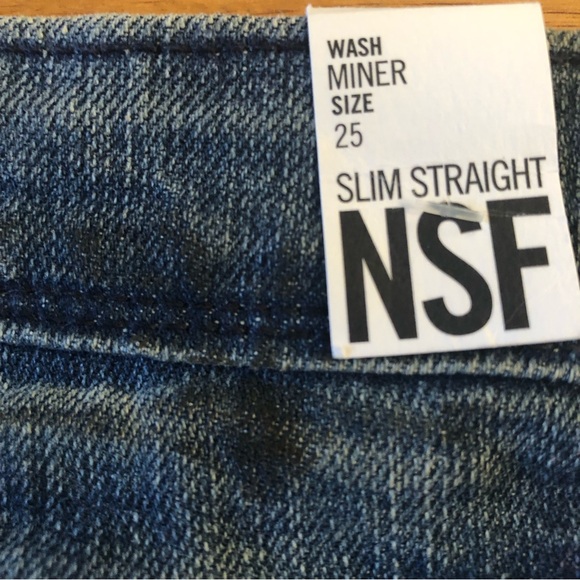 WASH
MINER
SIZE
25
SLIM STRAIGHT
NSF